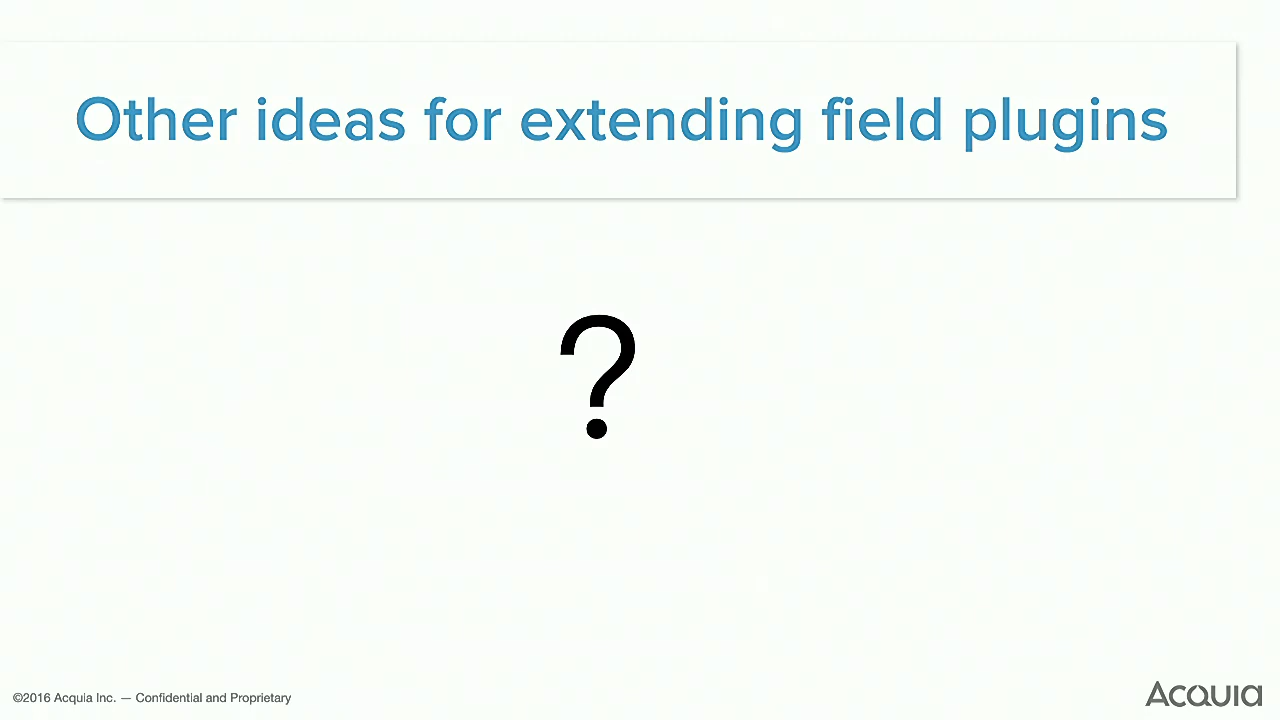 Other ideas for extending field plugins
?
©2016 Acquia Inc. — Confidential and Proprietary
Acquia